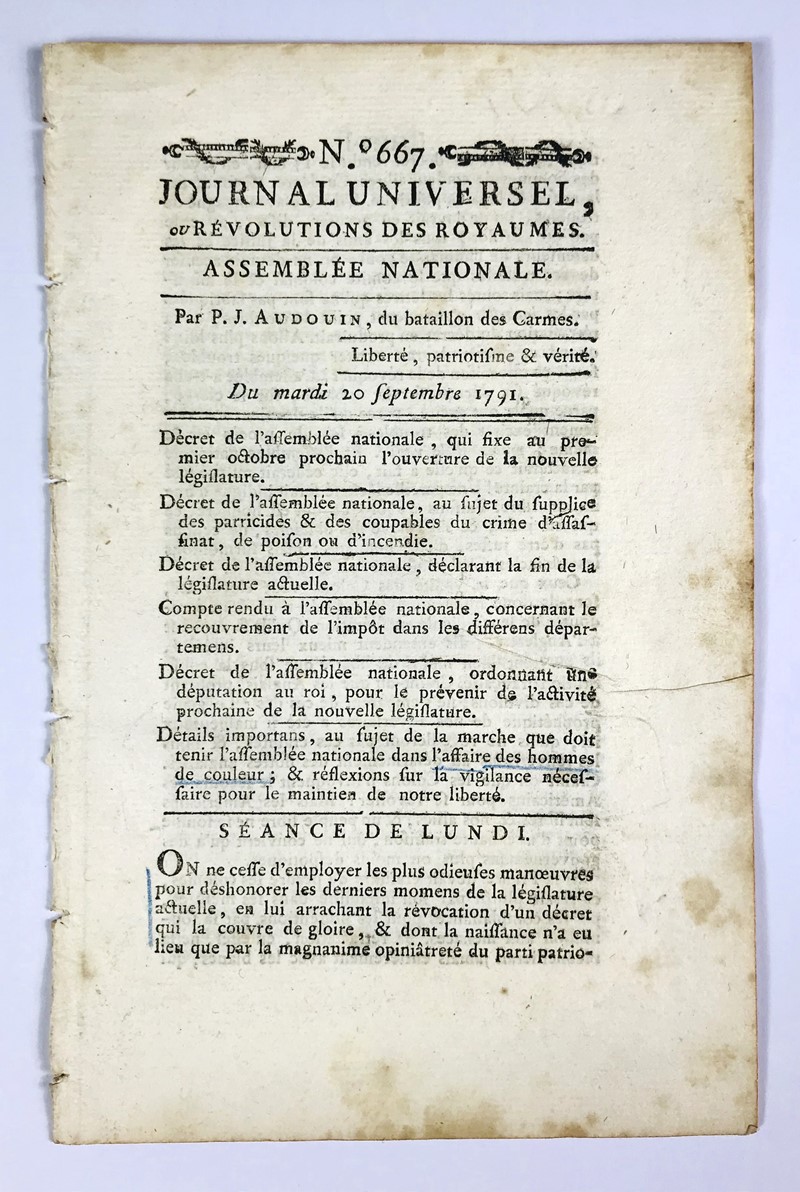 N.º 667.
JOURNAL UNIVERSEL,
ou RÉVOLUTIONS DES ROYAUMES.
ASSEMBLÉE NATIONALE.
Par P. J. AUDOUIN, du bataillon des Carmes.
Liberté, patriotiſme & vérité.
Du mardi 20 ſeptembre 1791.
Décret de l'aſſemblée nationale, qui fixe au pre-
mier octobre prochain l'ouverture de la nouvelle
légiſlature.
Décret de l'aſſemblée nationale, au ſujet du ſupplice
des parricides & des coupables du crime d'aſſaſ-
ſinat, de poiſon ou d'incendie.
Décret de l'aſſemblée nationale, déclarant la fin de la
légiſlature actuelle.
Compte rendu à l'aſſemblée nationale, concernant le
recouvrement de l'impôt dans les différens dépar-
temens.
Décret de l'aſſemblée nationale, ordonnant une
députation au roi, pour le prévenir de l'activité
prochaine de la nouvelle légiſlature.
Détails importans, au ſujet de la marche que doit
tenir l'aſſemblée nationale dans l'affaire des hommes
de couleur; & réflexions ſur la vigilance néceſ-
ſaire pour le maintien de notre liberté.
SÉANCE DE LUNDI.
ON ne ceſſe d'employer les plus odieuſes manœuvres
pour déshonorer les derniers momens de la légiſlature
actuelle, en lui arrachant la révocation d'un décret
qui la couvre de gloire, & dont la naiſſance n'a eu
lieu que par la magnanime opiniâtreté du parti patrio-